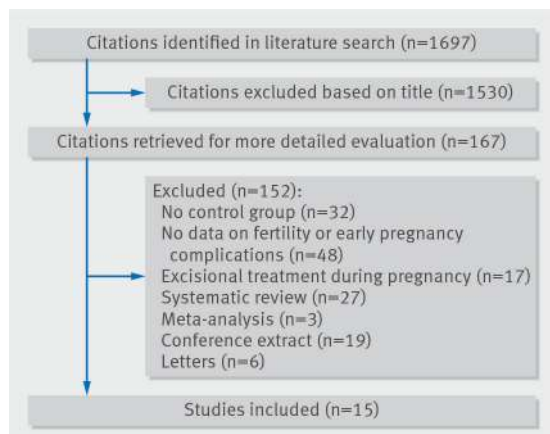 Citations identified in literature search (n=1697)
Citations excluded based on title (n=1530)
Citations retrieved for more detailed evaluation (n=167)
Excluded (n=152):
No control group (n=32)
No data on fertility or early pregnancy
complications (n=48)
Excisional treatment during pregnancy (n=17)
Systematic review (n=27)
Meta-analysis (n=3)
Conference extract (n=19)
Letters (n=6)
Studies included (n=15)